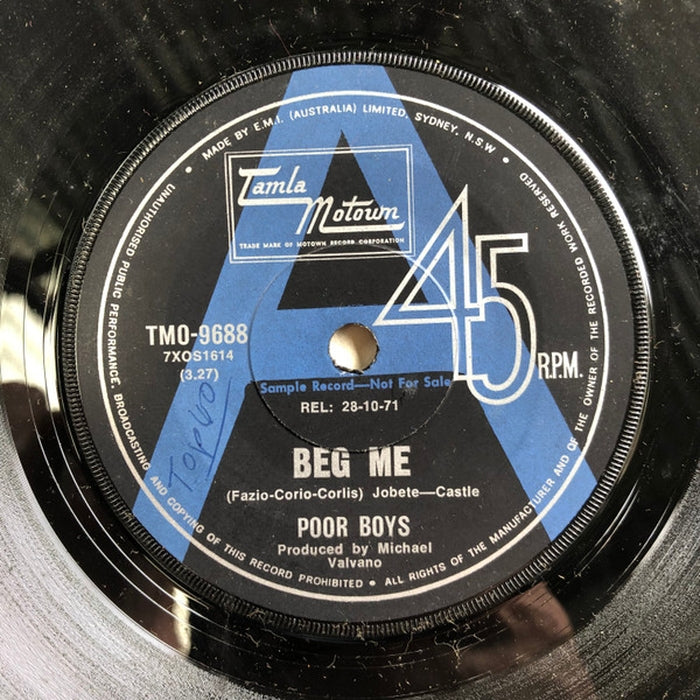 MADE BY E.M.I. (AUSTRALIA) LIMITED, SYDNEY, N.S.W •
UNAUTHORISED PUBLIC PERFORMANCE, BROADCASTING AND COPYING OF THIS RECORD PROHIBITED • ALL RIGHTS OF THE MANUFACTURER AND OF THE OWNER OF THE RECORDED WORK RESERVED
A
Tamla
Motown
TRADE MARK OF MOTOWN RECORD CORPORATION
45
R.P.M.
TMO-9688
7XOS1614
(3.27)
TOP40
Sample Record—Not For Sale
REL: 28-10-71
BEG ME
(Fazio-Corio-Corlis) Jobete—Castle
POOR BOYS
Produced by Michael
Valvano